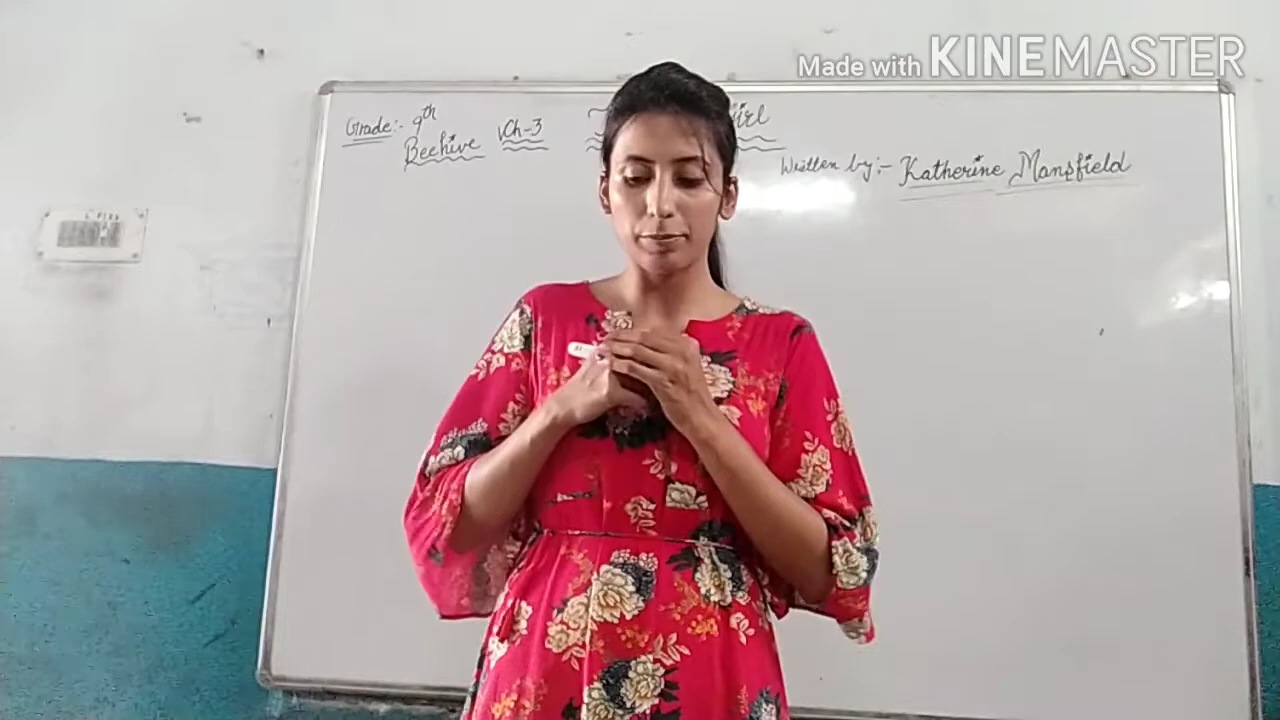 Made with KINEMASTER
Grade:- 9th
Beehive Ch-3
Written by:- Katherine Mansfield